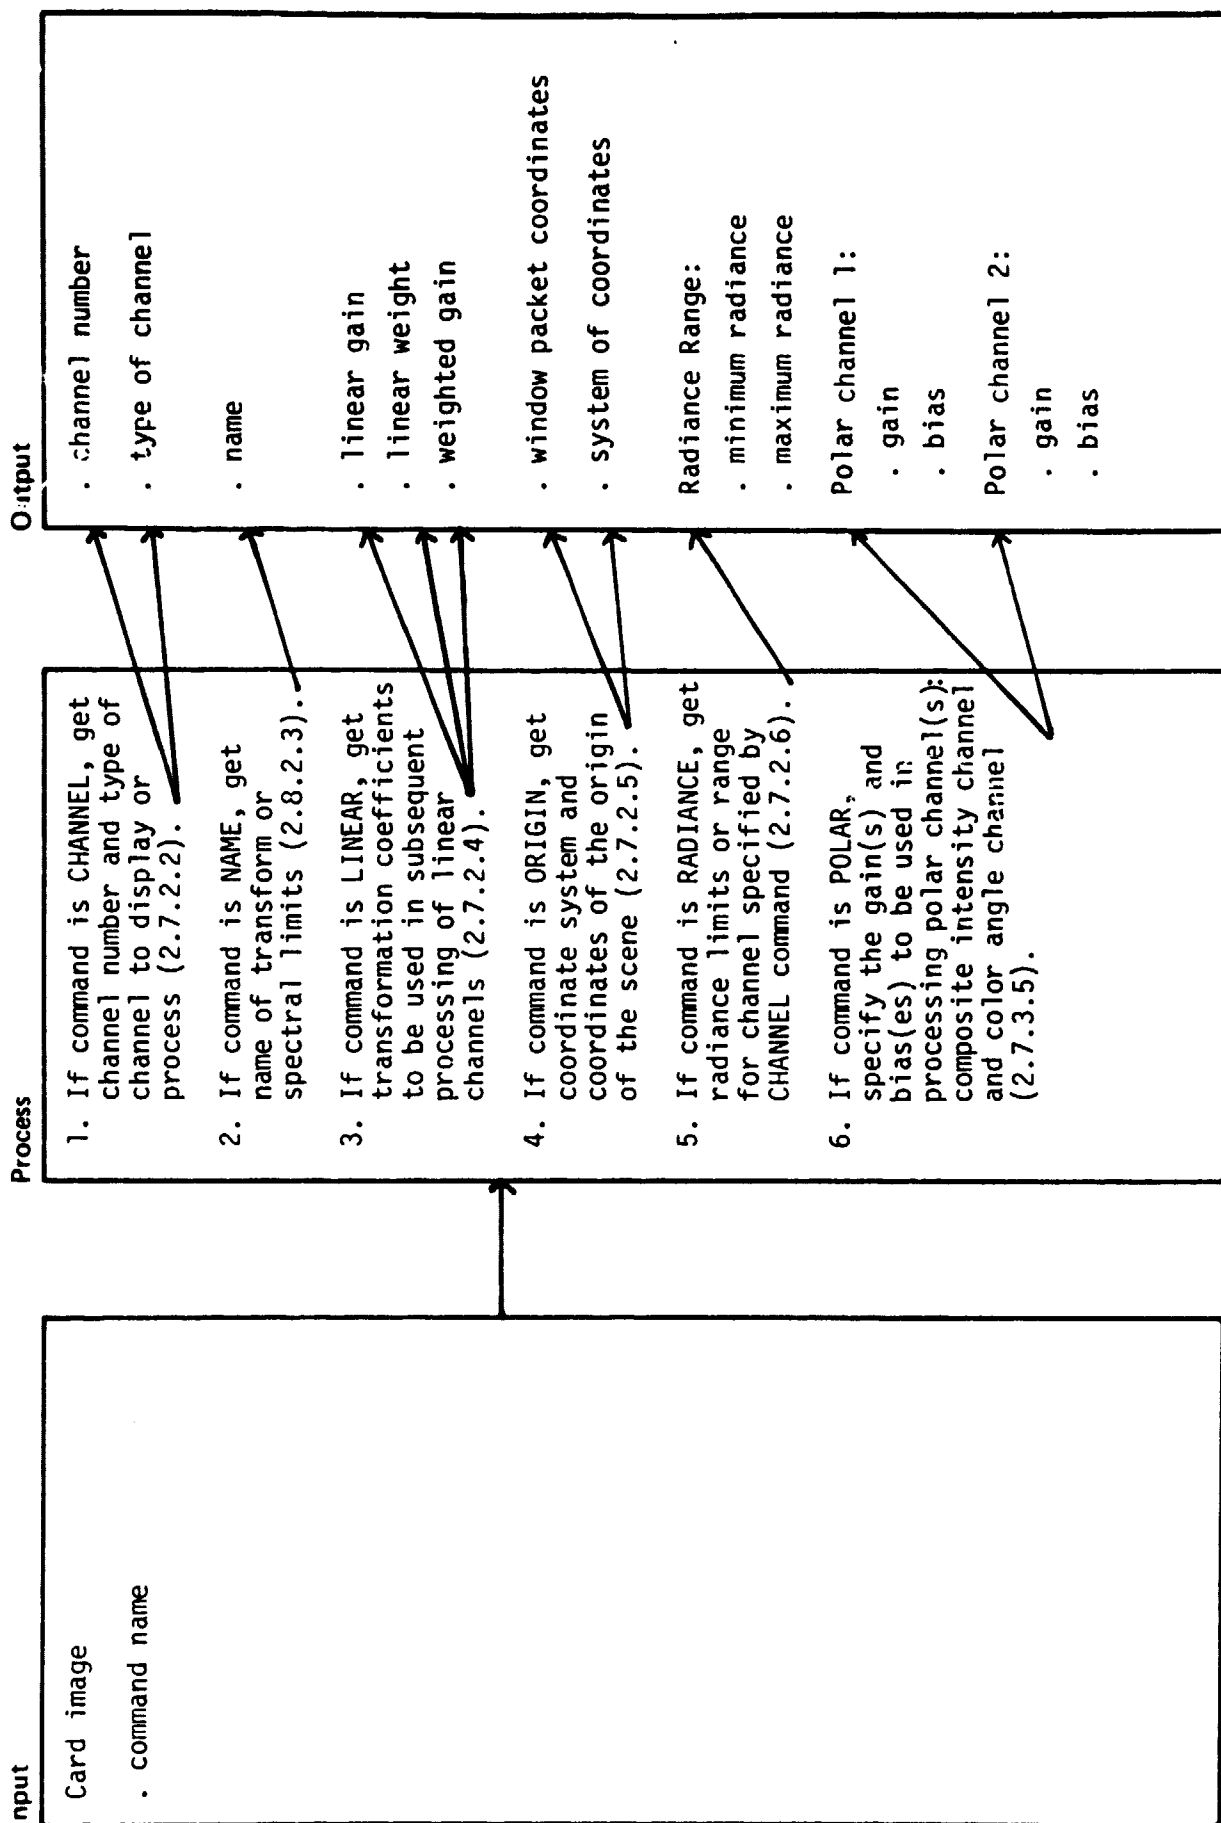 nput
Card image
. command name
Process
1. If command is CHANNEL, get
channel number and type of
channel to display or
process (2.7.2.2).
2. If command is NAME, get
name of transform or
spectral limits (2.8.2.3).
3. If command is LINEAR, get
transformation coefficients
to be used in subsequent
processing of linear
channels (2.7.2.4).
4. If command is ORIGIN, get
coordinate system and
coordinates of the origin
of the scene (2.7.2.5).
5. If command is RADIANCE, get
radiance limits or range
for channel specified by
CHANNEL command (2.7.2.6).
6. If command is POLAR,
specify the gain(s) and
bias(es) to be used in
processing polar channel(s):
composite intensity channel
and color angle channel
(2.7.3.5).
Output
. channel number
. type of channel
. name
. linear gain
. linear weight
. weighted gain
. window packet coordinates
. system of coordinates
Radiance Range:
. minimum radiance
. maximum radiance
Polar channel 1:
. gain
. bias
Polar channel 2:
. gain
. bias